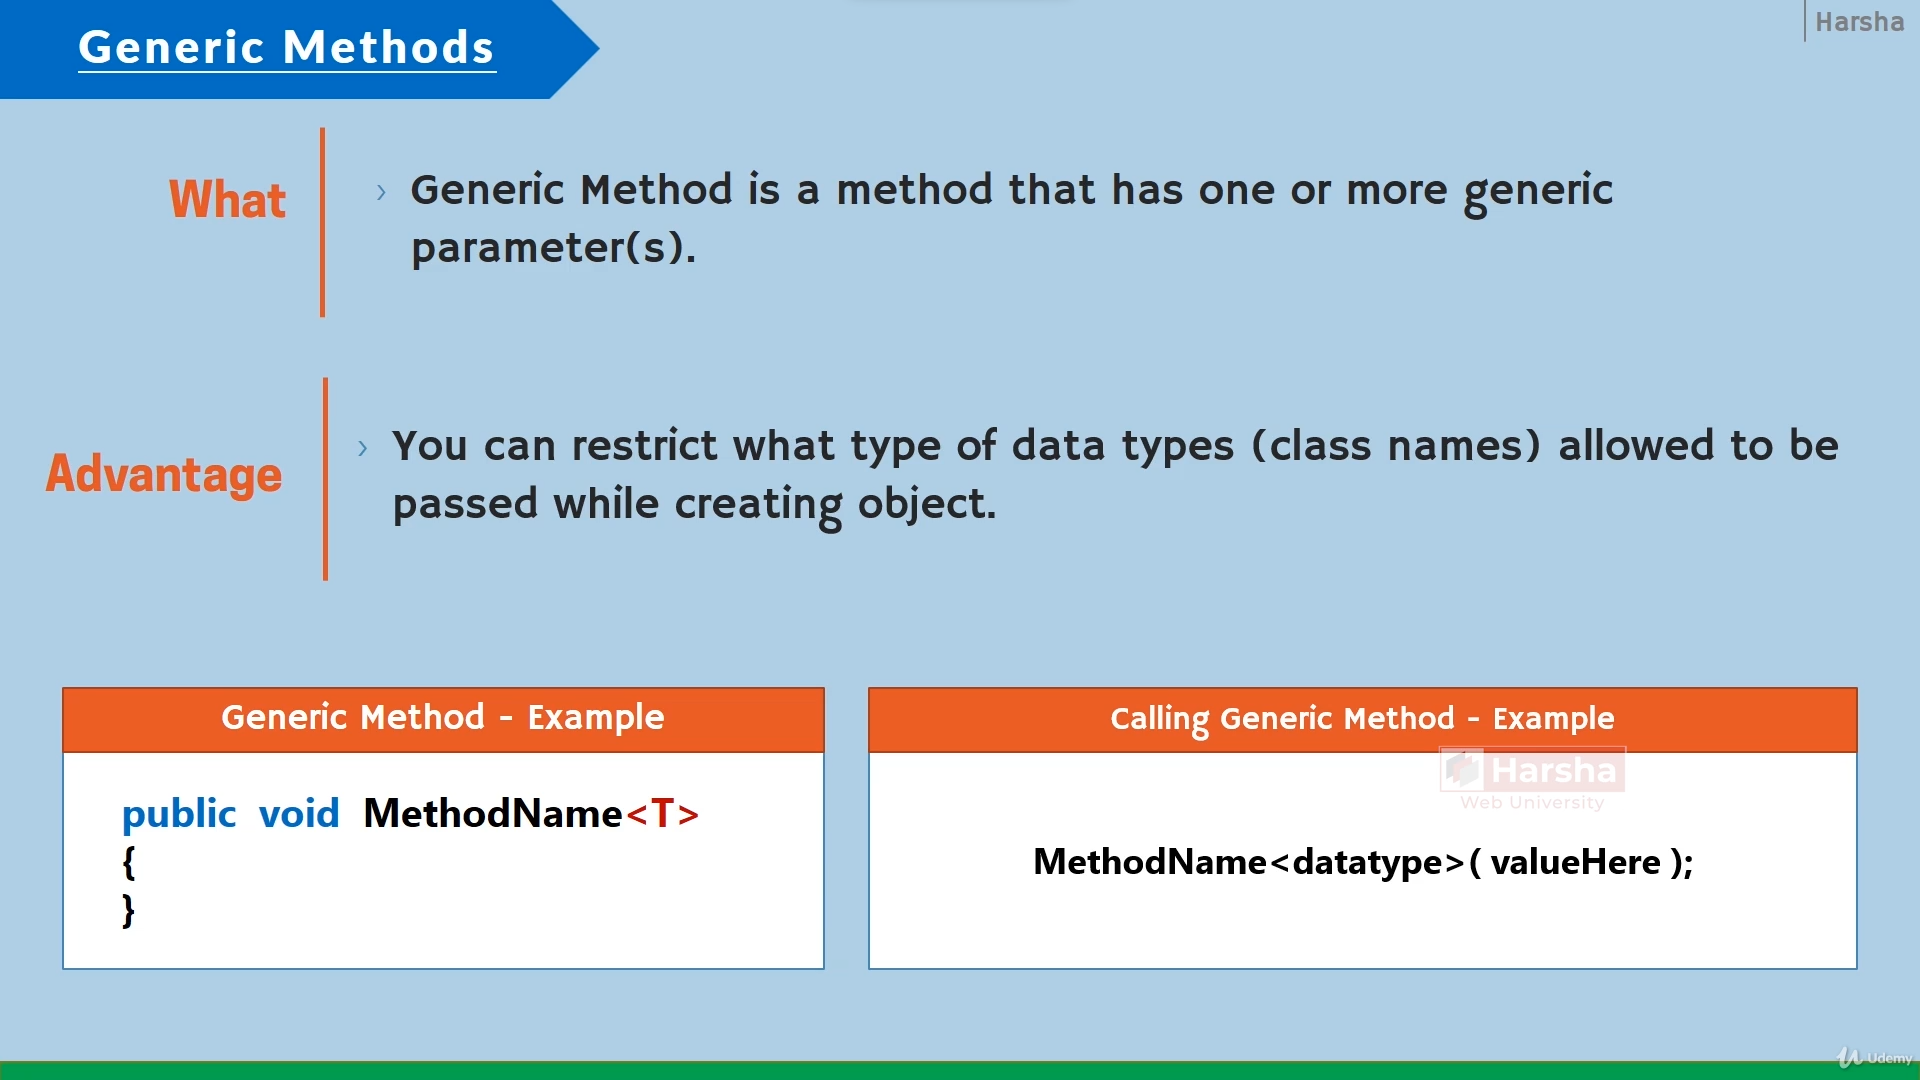 Generic Methods
Harsha
What
› Generic Method is a method that has one or more generic
parameter(s).
Advantage
› You can restrict what type of data types (class names) allowed to be
passed while creating object.
Generic Method - Example
public void MethodName<T>
{
}
Calling Generic Method - Example
Harsha
Web University
MethodName<datatype>( valueHere );
Udemy